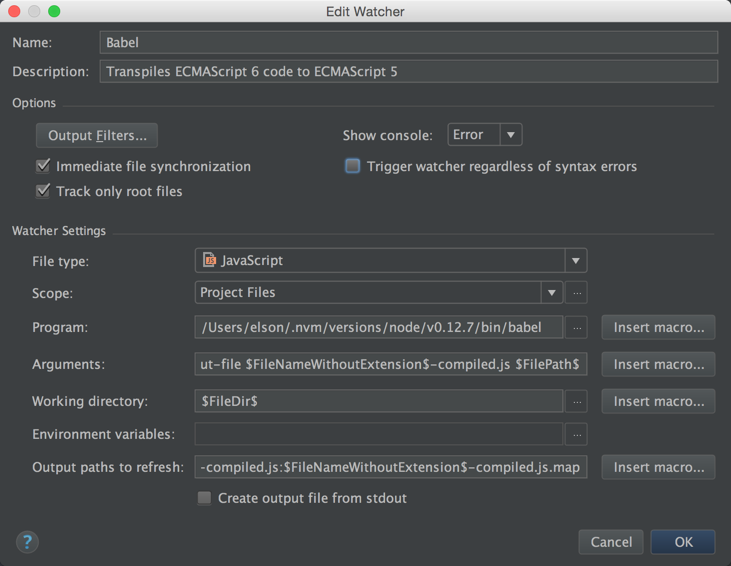 Edit Watcher
Name: Babel
Description: Transpiles ECMAScript 6 code to ECMAScript 5
Options
Output Filters... Show console: Error
Immediate file synchronization Trigger watcher regardless of syntax errors
Track only root files
Watcher Settings
File type: JS JavaScript
Scope: Project Files ...
Program: /Users/elson/.nvm/versions/node/v0.12.7/bin/babel ... Insert macro...
Arguments: ut-file $FileNameWithoutExtension$-compiled.js $FilePath$ Insert macro...
Working directory: $FileDir$ ... Insert macro...
Environment variables: ...
Output paths to refresh: -compiled.js:$FileNameWithoutExtension$-compiled.js.map Insert macro...
Create output file from stdout
? Cancel OK